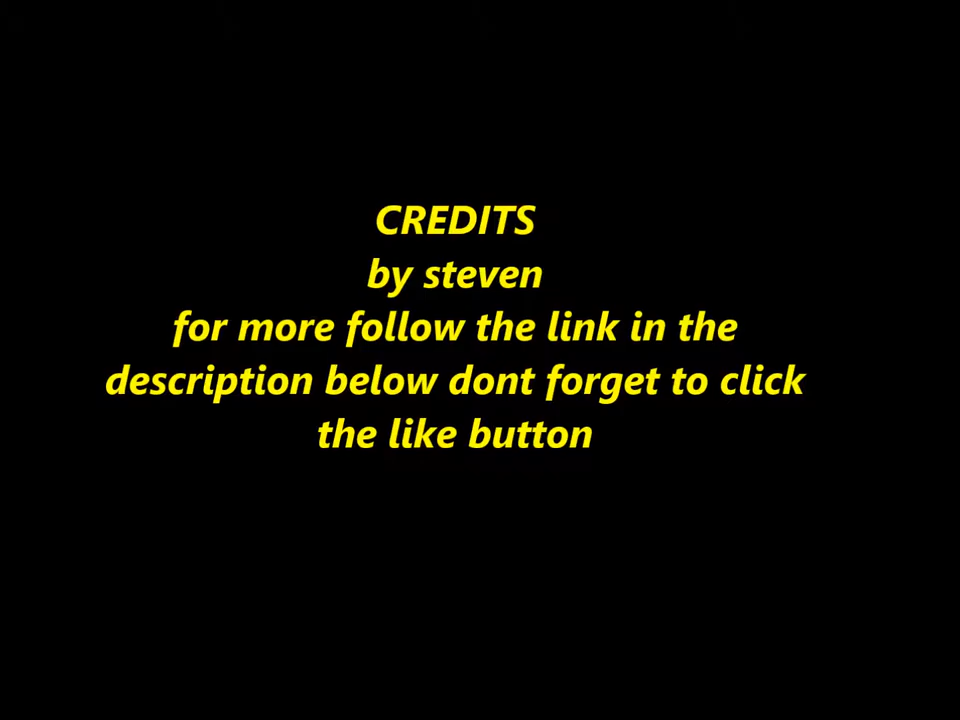 CREDITS
by steven
for more follow the link in the
description below dont forget to click
the like button